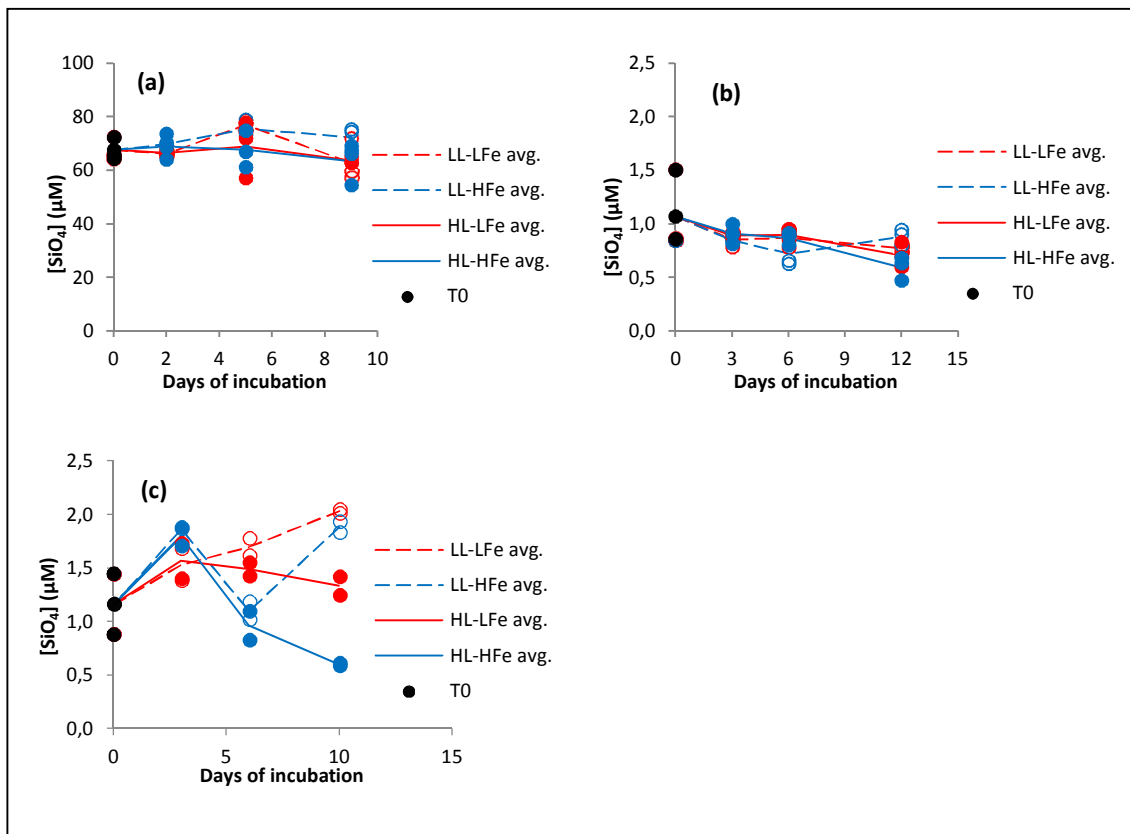 (a)
[SiO4] (µM)
100
80
60
40
20
0
0 2 4 6 8 10
Days of incubation
LL-LFe avg.
LL-HFe avg.
HL-LFe avg.
HL-HFe avg.
T0
(b)
[SiO4] (µM)
2,5
2,0
1,5
1,0
0,5
0,0
0 3 6 9 12 15
Days of incubation
LL-LFe avg.
LL-HFe avg.
HL-LFe avg.
HL-HFe avg.
T0
(c)
[SiO4] (µM)
2,5
2,0
1,5
1,0
0,5
0,0
0 5 10 15
Days of incubation
LL-LFe avg.
LL-HFe avg.
HL-LFe avg.
HL-HFe avg.
T0